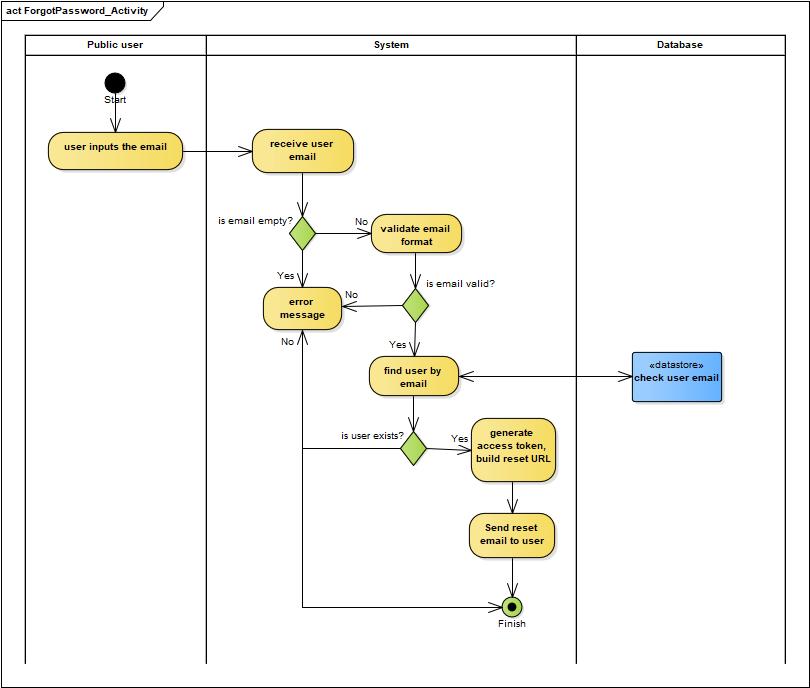 act ForgotPassword_Activity
Public user
System
Database
Start
user inputs the email
receive user
email
is email empty?
No
validate email
format
Yes
is email valid?
error
message
No
No
Yes
find user by
email
«datastore»
check user email
is user exists?
Yes
generate
access token,
build reset URL
Send reset
email to user
Finish